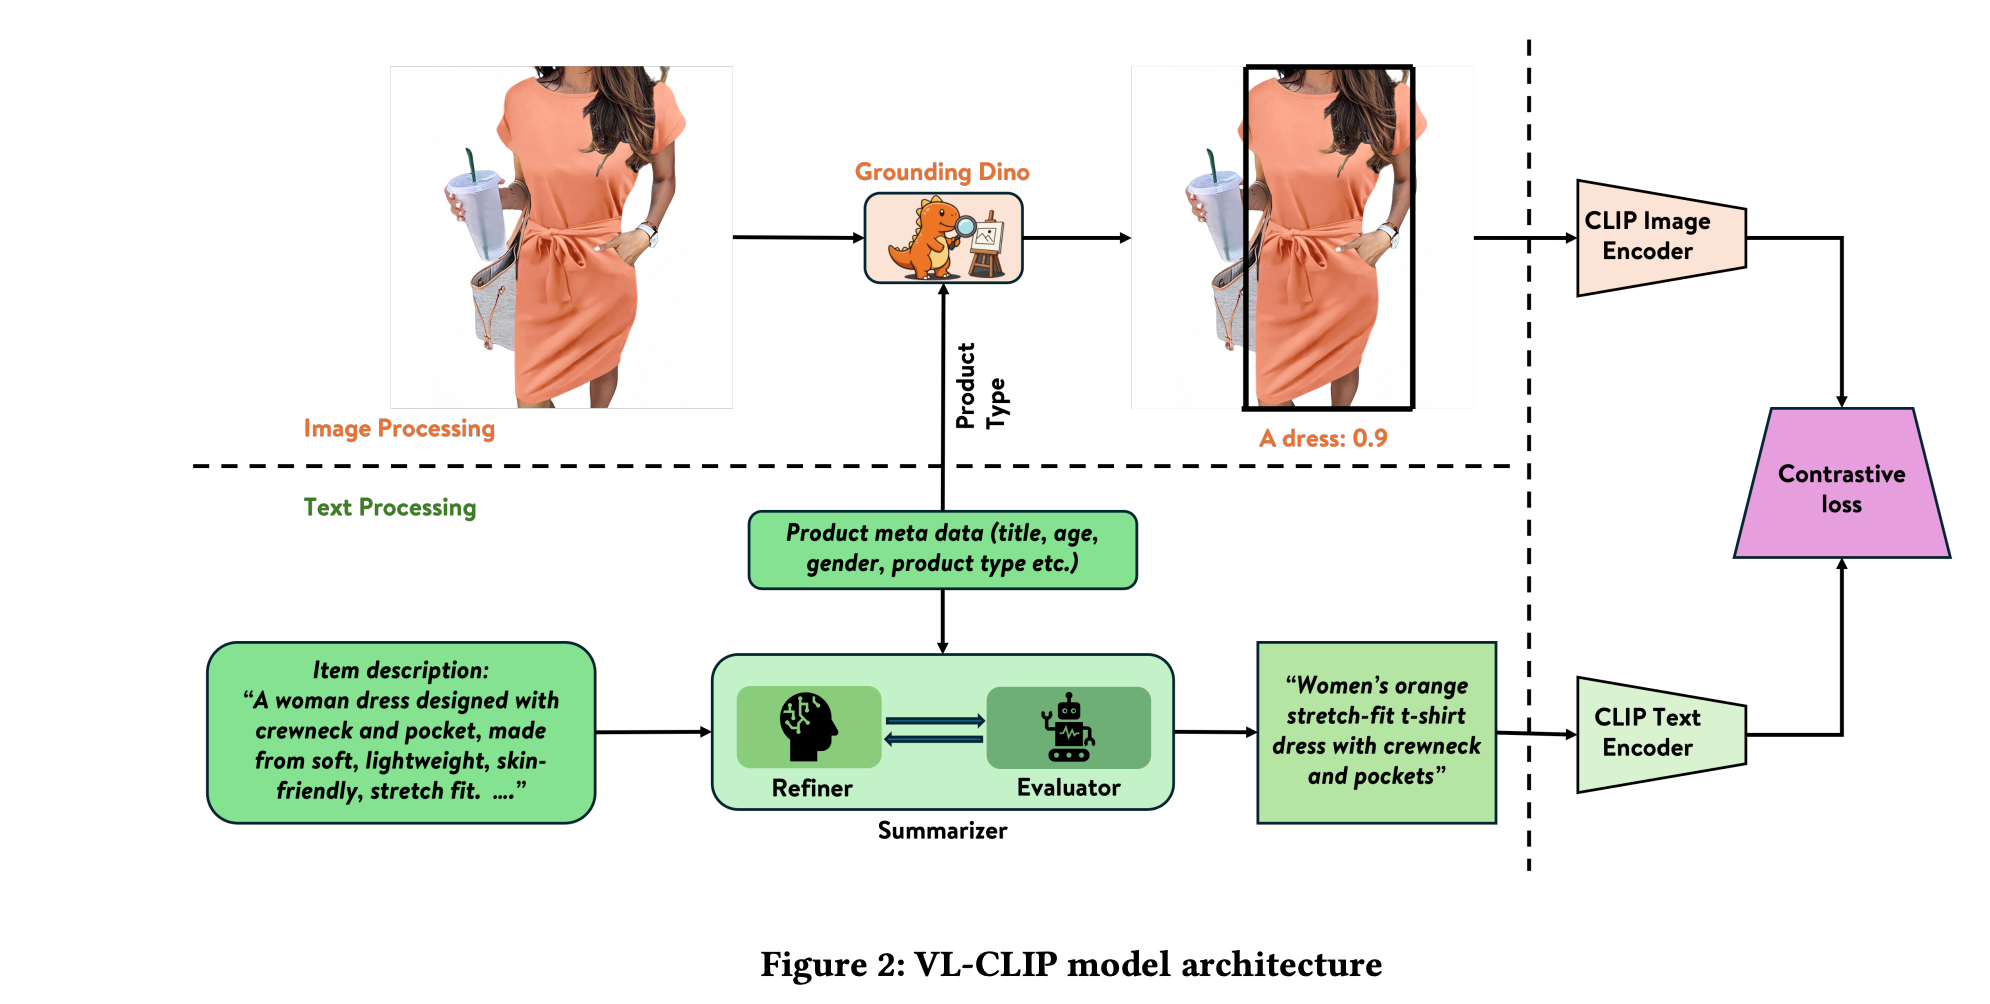 Grounding Dino
Product
Type
Image Processing
A dress: 0.9
CLIP Image
Encoder
Contrastive
loss
Text Processing
Product meta data (title, age,
gender, product type etc.)
Item description:
“A woman dress designed with
crewneck and pocket, made
from soft, lightweight, skin-
friendly, stretch fit.  ....”
Refiner
Evaluator
Summarizer
“Women’s orange
stretch-fit t-shirt
dress with crewneck
and pockets”
CLIP Text
Encoder
Figure 2: VL-CLIP model architecture